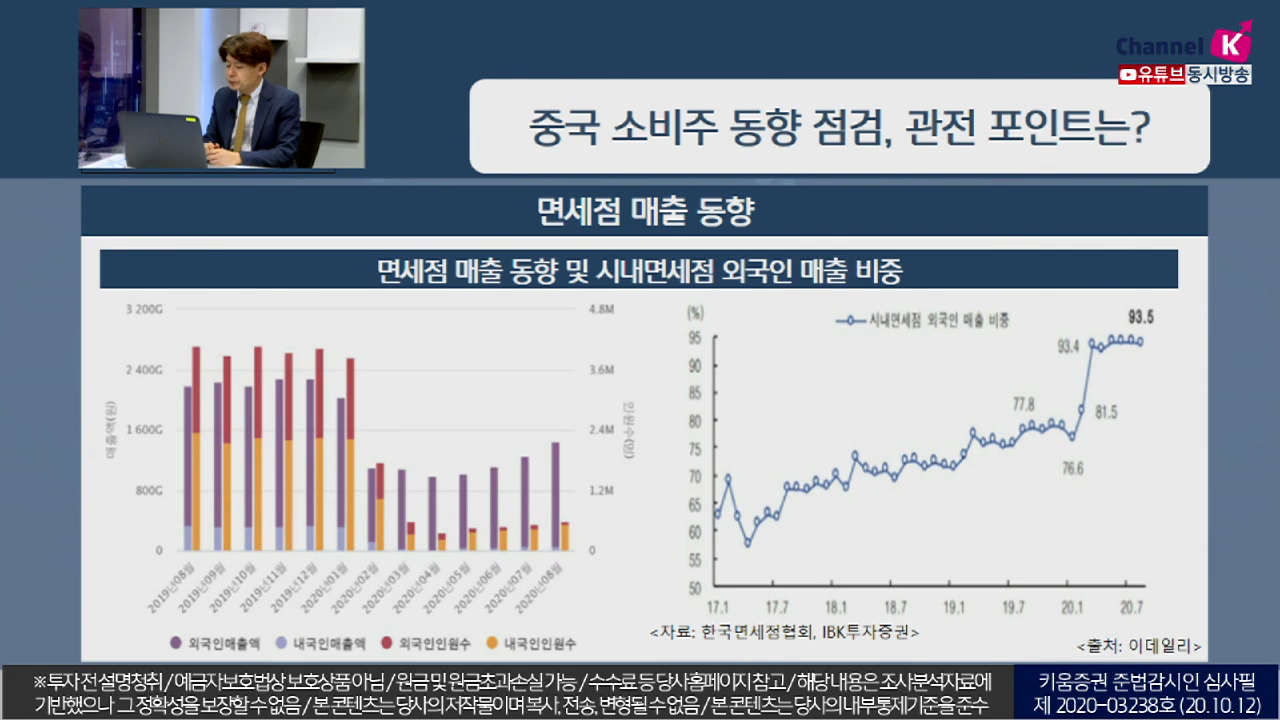 Channel K
유튜브 동시방송
중국 소비주 동향 점검, 관전 포인트는?
면세점 매출 동향
면세점 매출 동향 및 시내면세점 외국인 매출 비중
3 200G
2 400G
1 600G
800G
0
매출액(원)
4.8M
3.6M
2.4M
1.2M
0
인원수(명)
2019년08월
2019년09월
2019년10월
2019년11월
2019년12월
2020년01월
2020년02월
2020년03월
2020년04월
2020년05월
2020년06월
2020년07월
2020년08월
외국인매출액 내국인매출액 외국인인원수 내국인인원수
(%)
시내면세점 외국인 매출 비중
95
90
85
80
75
70
65
60
55
50
93.5
93.4
77.8
81.5
76.6
17.1 17.7 18.1 18.7 19.1 19.7 20.1 20.7
<자료: 한국면세점협회, IBK투자증권>
<출처: 이데일리>
※ 투자 전 설명청취 / 예금자보호법상 보호상품 아님 / 원금 및 원금초과손실 가능 / 수수료 등 당사홈페이지 참고 / 해당 내용은 조사분석자료에
기반했으나 그 정확성을 보장할 수 없음 / 본 콘텐츠는 당사의 저작물이며 복사, 전송, 변형될 수 없음 / 본 콘텐츠는 당사의 내부통제기준을 준수
키움증권 준법감시인 심사필
제 2020-03238호 (20.10.12)